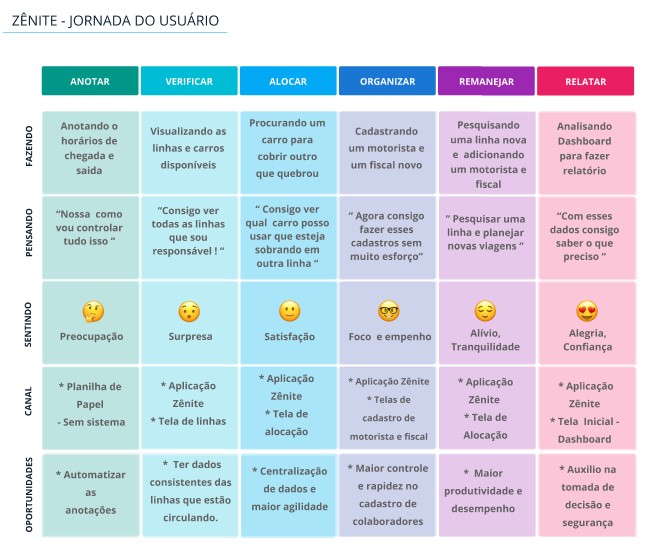 ZÊNITE - JORNADA DO USUÁRIO
ANOTAR
VERIFICAR
ALOCAR
ORGANIZAR
REMANEJAR
RELATAR
FAZENDO
Anotando o
horários de
chegada e
saida
Visualizando as
linhas e carros
disponíveis
Procurando um
carro para
cobrir outro
que quebrou
Cadastrando
um motorista e
um fiscal novo
Pesquisando
uma linha nova
e adicionando
um motorista e
fiscal
Analisando
Dashboard
para fazer
relatório
PENSANDO
“Nossa como
vou controlar
tudo isso “
“Consigo ver
todas as linhas
que sou
responsável ! “
“ Consigo ver
qual carro posso
usar que esteja
sobrando em
outra linha “
“ Agora consigo
fazer esses
cadastros sem
muito esforço”
“ Pesquisar uma
linha e planejar
novas viagens “
“Com esses
dados consigo
saber o que
preciso ”
SENTINDO
Preocupação
Surpresa
Satisfação
Foco e empenho
Alívio,
Tranquilidade
Alegria,
Confiança
CANAL
* Planilha de
Papel
- Sem sistema
* Aplicação
Zênite
* Tela de linhas
* Aplicação
Zênite
* Tela de
alocação
* Aplicação Zênite
* Telas de
cadastro de
motorista e fiscal
* Aplicação
Zênite
* Tela de
Alocação
* Aplicação
Zênite
* Tela Inicial -
Dashboard
OPORTUNIDADES
* Automatizar
as
anotações
* Ter dados
consistentes das
linhas que estão
circulando.
* Centralização
de dados e
maior agilidade
* Maior controle
e rapidez no
cadastro de
colaboradores
* Maior
produtividade e
desempenho
* Auxilio na
tomada de
decisão e
segurança